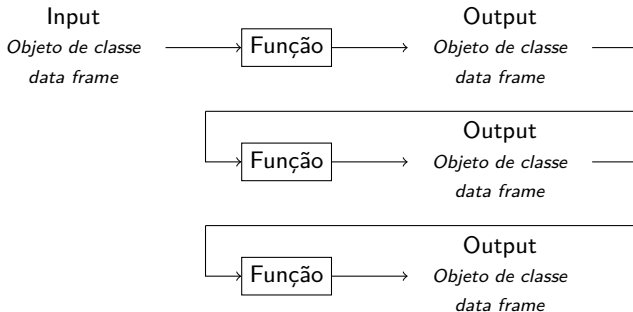 Input
Objeto de classe
data frame
Função
Output
Objeto de classe
data frame
Função
Output
Objeto de classe
data frame
Função
Output
Objeto de classe
data frame